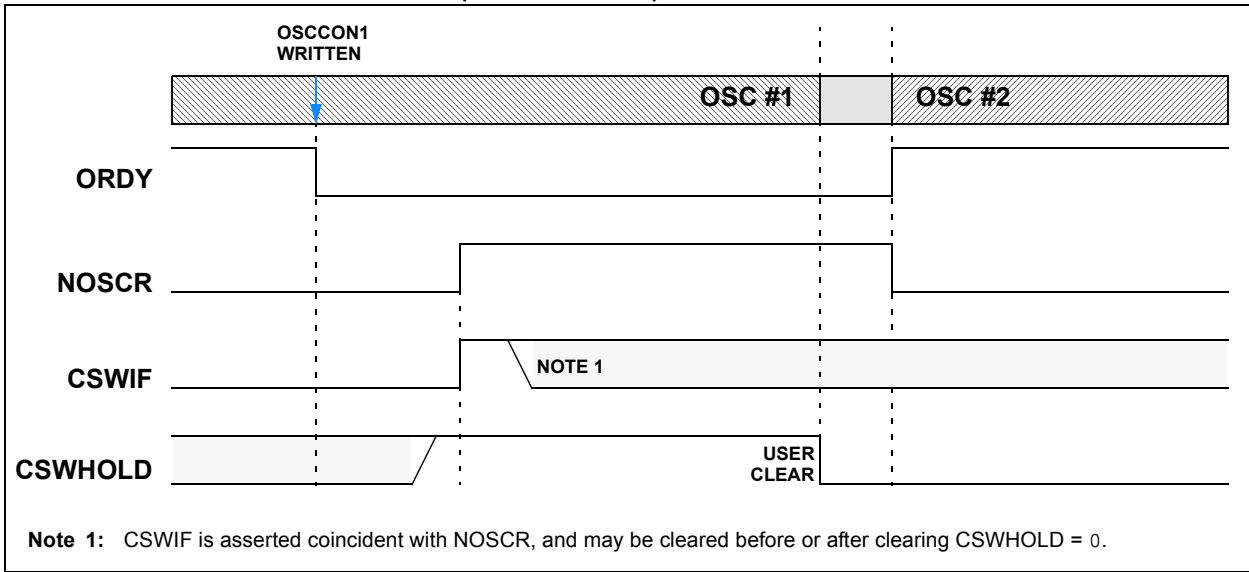 OSCCON1
WRITTEN
OSC #1
OSC #2
ORDY
NOSCR
CSWIF
NOTE 1
CSWHOLD
USER
CLEAR
Note 1: CSWIF is asserted coincident with NOSCR, and may be cleared before or after clearing CSWHOLD = 0.